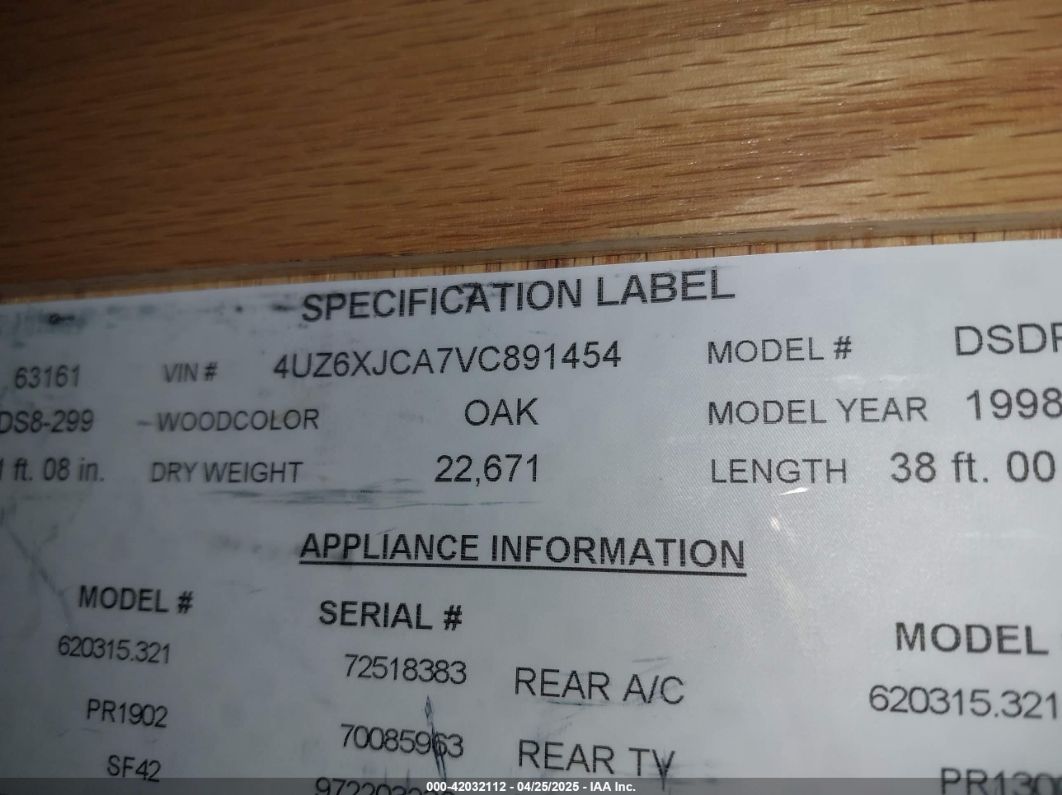 SPECIFICATION LABEL
63161 VIN # 4UZ6XJCA7VC891454 MODEL #
DS8-299 WOODCOLOR OAK MODEL YEAR 1998
ft. 08 in. DRY WEIGHT 22,671 LENGTH 38 ft. 00
APPLIANCE INFORMATION
MODEL # SERIAL # MODEL
620315.321 72518383 REAR A/C 620315.321
PR1902 70085963 REAR TV
SF42
000-42032112 - 04/25/2025 - IAA Inc.